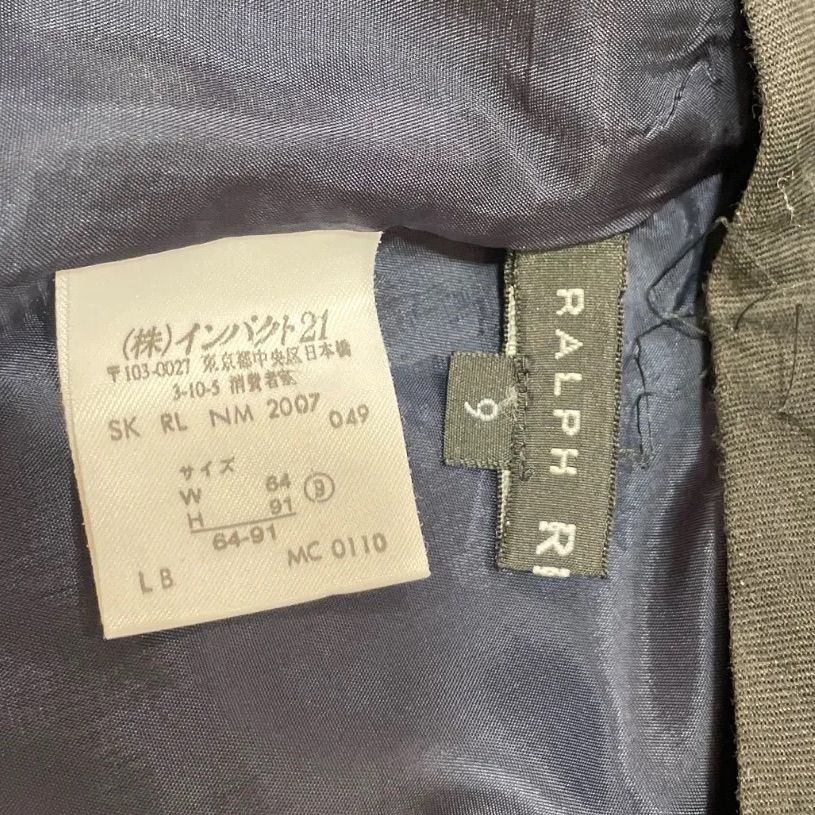 (株)インパクト21
〒103-0027 東京都中央区日本橋
3-10-5 消費者室
SK RL NM 2007 049
サイズ
W 64 9
H 91
64-91
LB MC 0110
9
RALPH